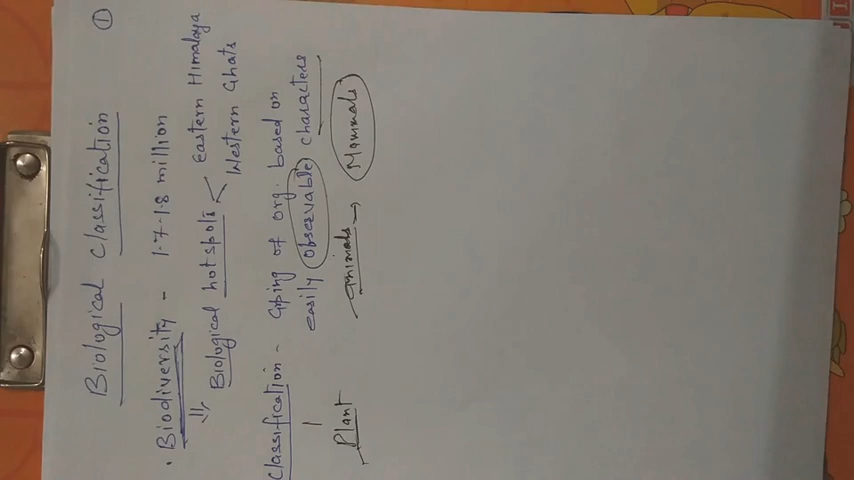 ①
Biological Classification
• Biodiversity - 1.7-1.8 million
Biological hotspots < Eastern Himalaya
Western Ghats
Classification - Gping of org. based on
easily observable characters
Plant animals → Mammals